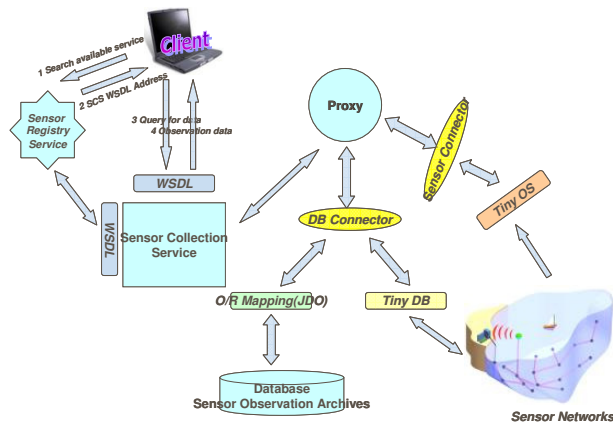 Client
1 Search available service
2 SCS WSDL Address
Sensor
Registry
Service
3 Query for data
4 Observation data
Proxy
Sensor Connector
WSDL
WSDL
Sensor Collection
Service
DB Connector
Tiny OS
O/R Mapping(JDO)
Tiny DB
Database
Sensor Observation Archives
Sensor Networks